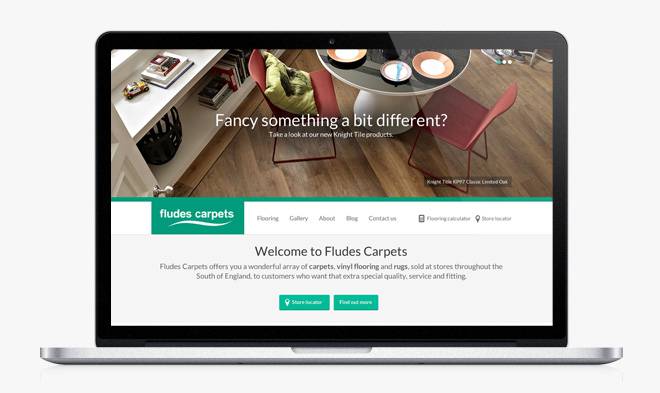 Fancy something a bit different?
Take a look at our new Knight Tile products.
Knight Title KP97 Classic Limed Oak
fludes carpets
Flooring
Gallery
About
Blog
Contact us
Flooring calculator
Store locator
Welcome to Fludes Carpets
Fludes Carpets offers you a wonderful array of carpets, vinyl flooring and rugs, sold at stores throughout the
South of England, to customers who want that extra special quality, service and fitting.
Store locator
Find out more